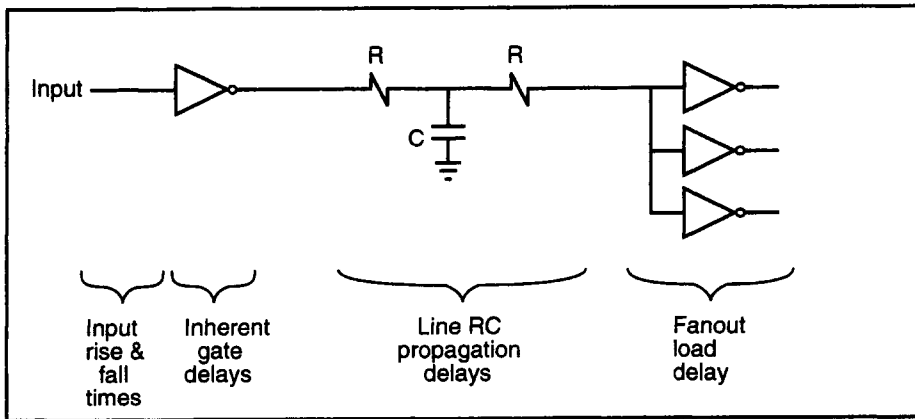 R
R
Input
C
Input
rise &
fall
times
Inherent
gate
delays
Line RC
propagation
delays
Fanout
load
delay